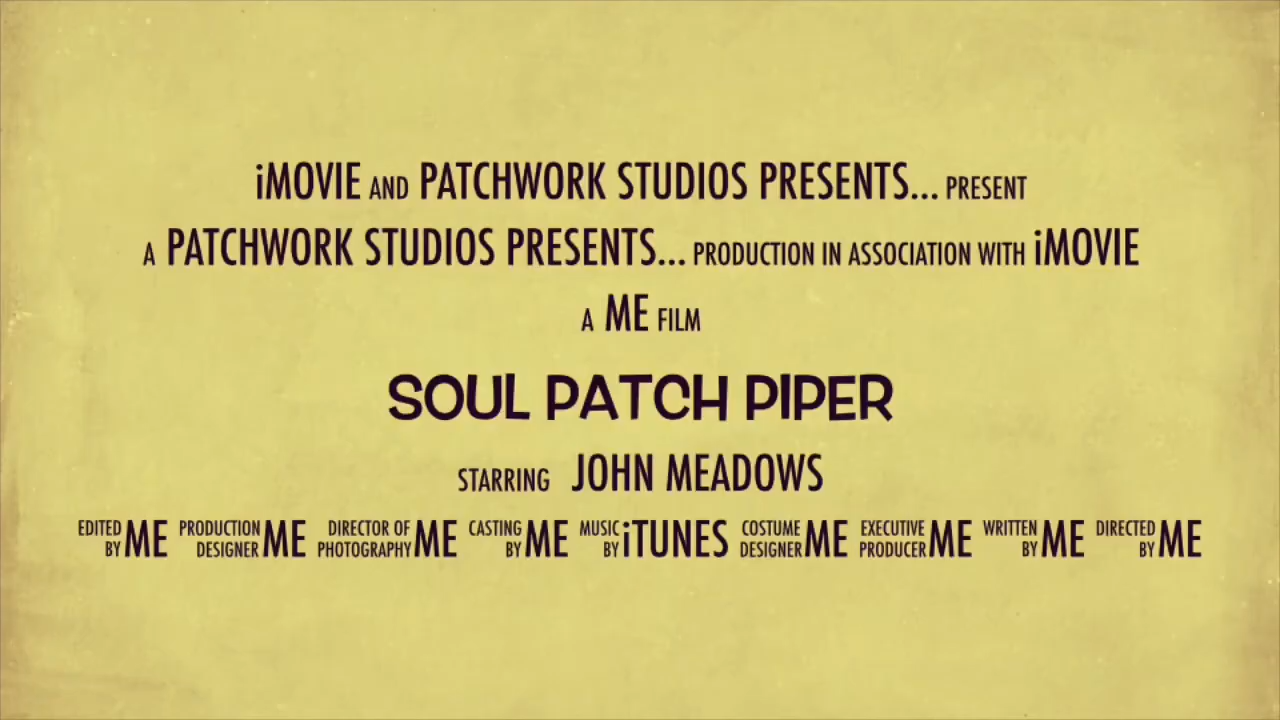 iMOVIE AND PATCHWORK STUDIOS PRESENTS... PRESENT
A PATCHWORK STUDIOS PRESENTS... PRODUCTION IN ASSOCIATION WITH iMOVIE
A ME FILM
SOUL PATCH PIPER
STARRING JOHN MEADOWS
EDITED BY ME PRODUCTION DESIGNER ME DIRECTOR OF PHOTOGRAPHY ME CASTING BY ME MUSIC BY iTUNES COSTUME DESIGNER ME EXECUTIVE PRODUCER ME WRITTEN BY ME DIRECTED BY ME